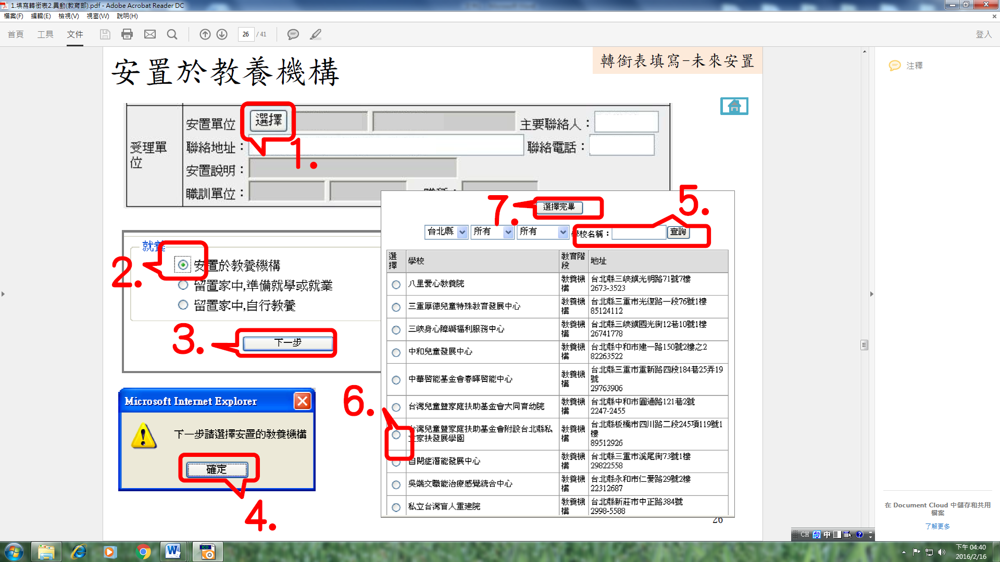 1.填寫轉銜表2.異動(教育部).pdf - Adobe Acrobat Reader DC
檔案(F) 編輯(E) 檢視(V) 視窗(W) 說明(H)
首頁 工具 文件 26 / 41 登入
安置於教養機構
轉銜表填寫-未來安置
注釋
受理單位
安置單位 選擇 主要聯絡人：
聯絡地址： 聯絡電話：
安置說明：
職訓單位： 職種：
1.
就養
安置於教養機構
留置家中,準備就學或就業
留置家中,自行教養
2.
3.
下一步
Microsoft Internet Explorer
下一步請選擇安置的教養機構
確定
4.
7.
選擇完畢
5.
台北縣 所有 所有 學校名稱： 查詢
選擇 學校 教育階段 地址
八里愛心教養院 教養機構 台北縣三峽鎮光明路71號7樓
2673-3523
三重厚德兒童特殊教育發展中心 教養機構 台北縣三重市光復路一段76號1樓
85124112
三峽身心障礙福利服務中心 教養機構 台北縣三峽鎮國光街12巷10號1樓
26741778
中和兒童發展中心 教養機構 台北縣中和市建一路150號2樓之2
82263522
中華啓能基金會春暉啓能中心 教養機構 台北縣三重市重新路四段184巷25弄19號
29763906
6.
台灣兒童暨家庭扶助基金會大同育幼院 教養機構 台北縣中和市圓通路121巷2號
2247-2455
台灣兒童暨家庭扶助基金會附設台北縣私立家扶發展學園 教養機構 台北縣板橋市四川路二段245項119號1樓
89512926
自閉症潛能發展中心 教養機構 台北縣三重市溪尾街73號1樓
29822558
吳端文職能治療感覺統合中心 教養機構 台北縣永和市仁愛路29號2樓
22312687
私立台灣盲人重建院 教養機構 台北縣新莊市中正路384號
2998-5588
26
在 Document Cloud 中儲存和共用
檔案
了解更多
CH 中
下午 04:40
2016/2/16